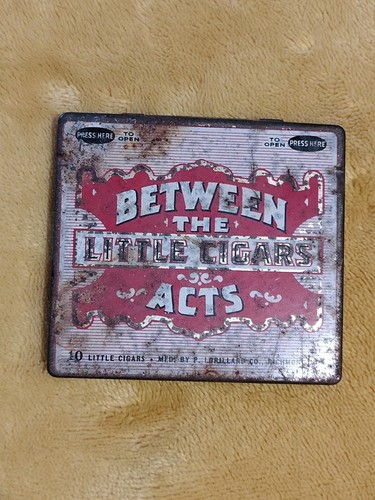 PRESS HERE TO OPEN
TO OPEN PRESS HERE
BETWEEN
THE
LITTLE CIGARS
ACTS
10 LITTLE CIGARS • MFD. BY P. LORILLARD CO., RICHMOND